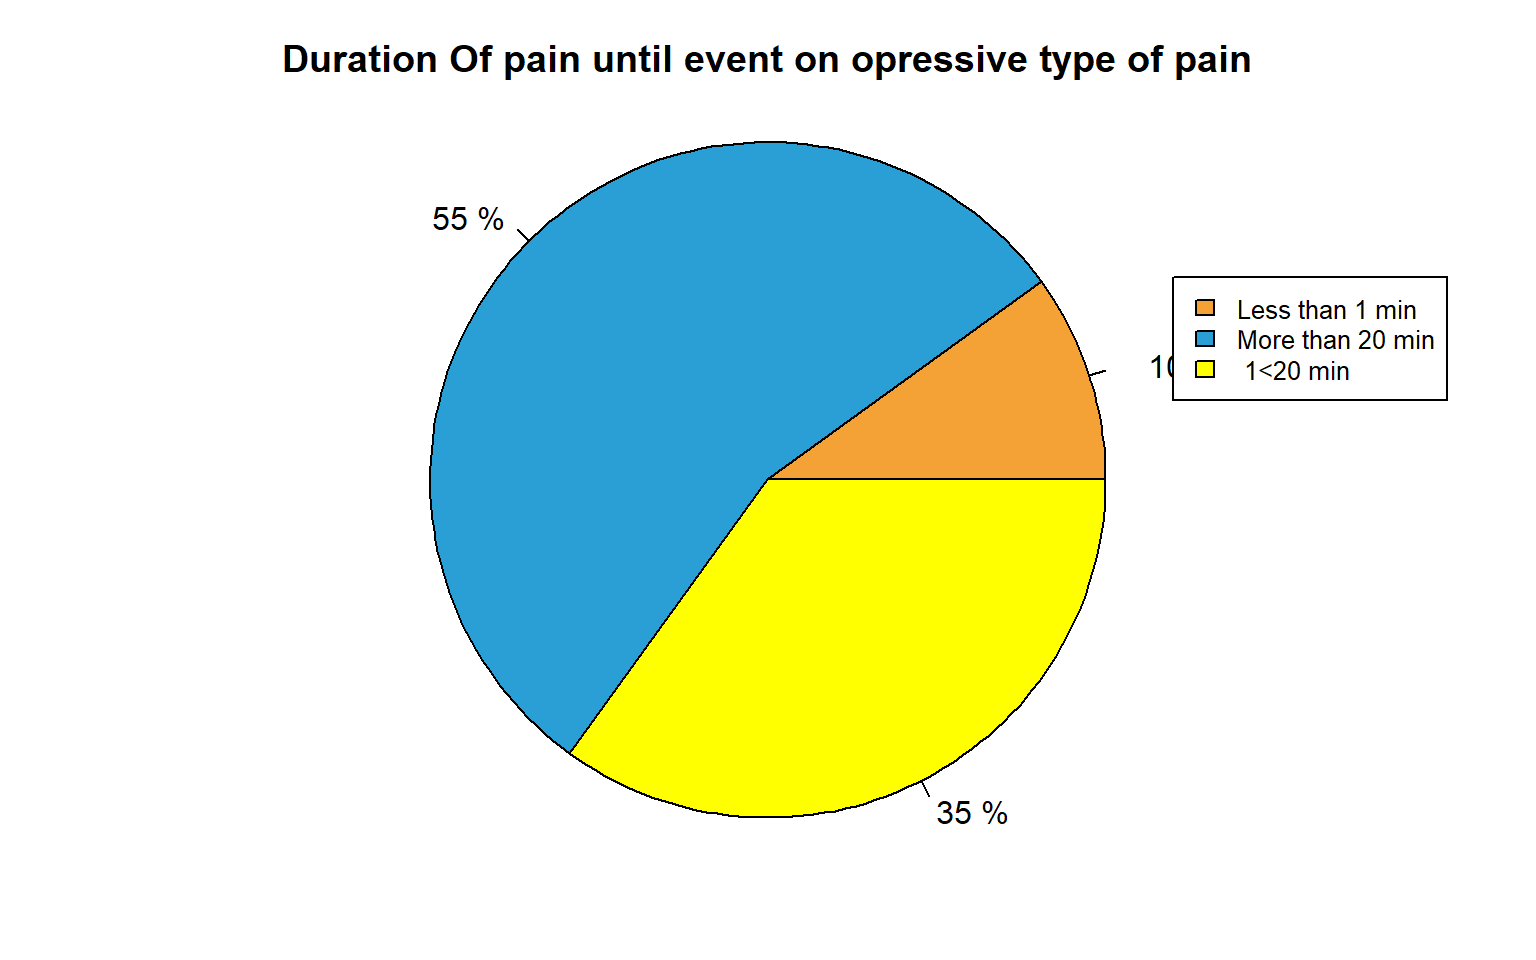 Duration Of pain until event on opressive type of pain
55 %
Less than 1 min
More than 20 min
10
1<20 min
35 %